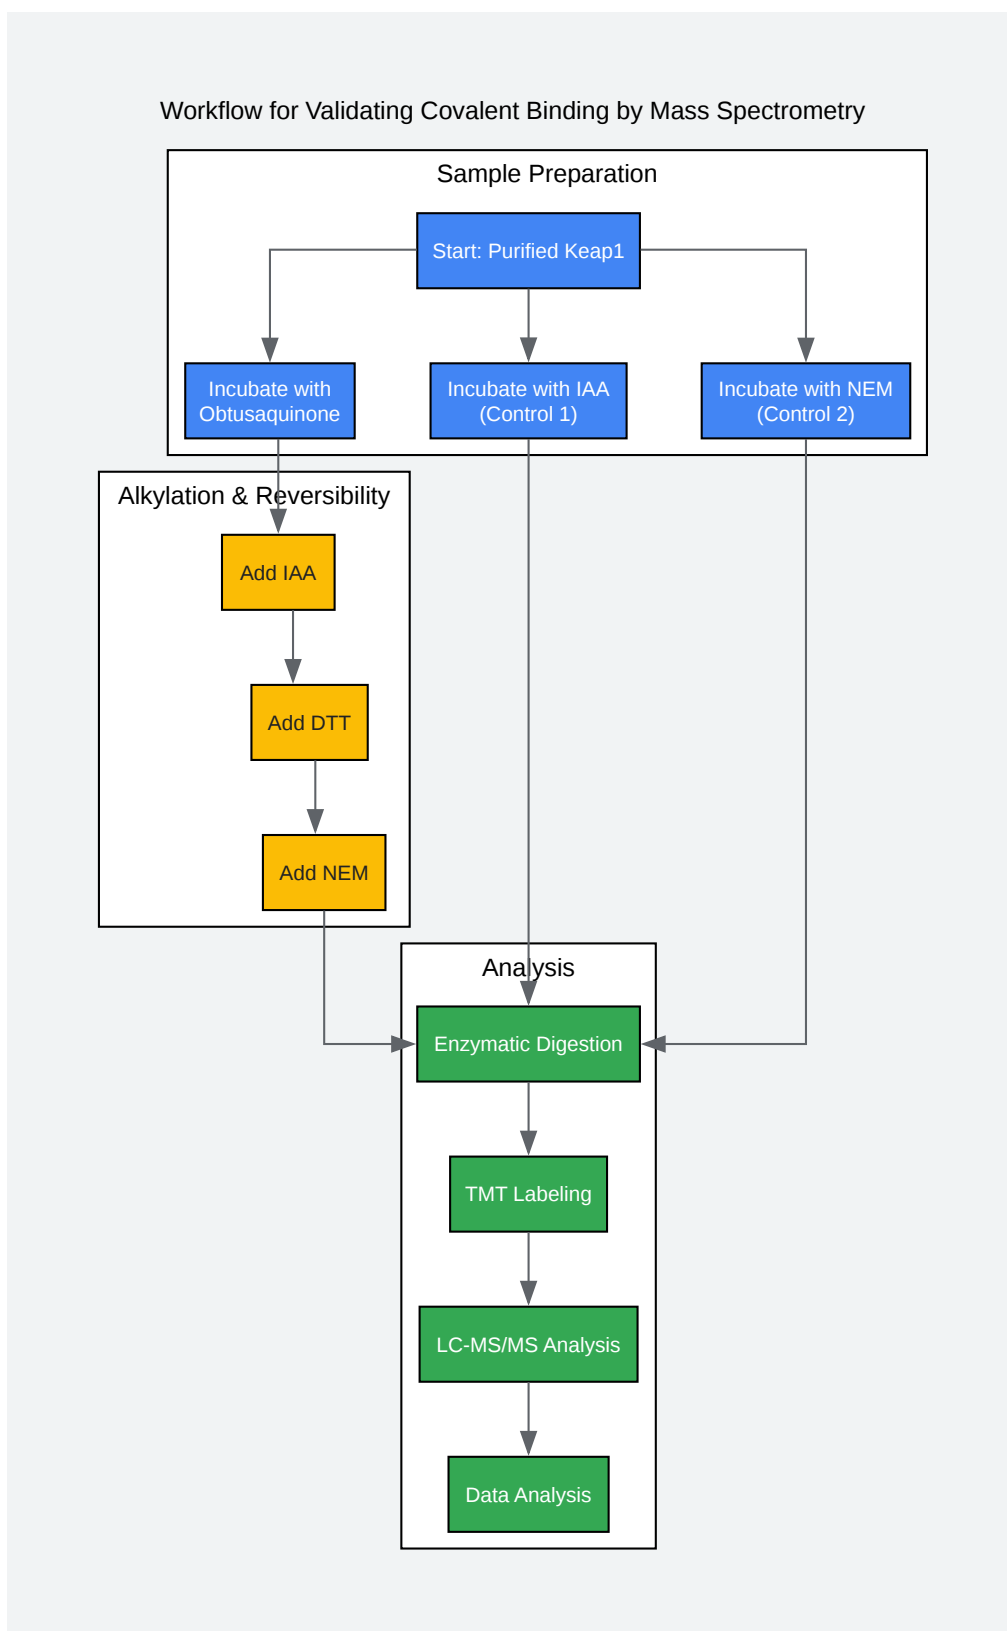 Workflow for Validating Covalent Binding by Mass Spectrometry
Sample Preparation
Start: Purified Keap1
Incubate with
Obtusaquinone
Incubate with IAA
(Control 1)
Incubate with NEM
(Control 2)
Alkylation & Reversibility
Add IAA
Add DTT
Add NEM
Analysis
Enzymatic Digestion
TMT Labeling
LC-MS/MS Analysis
Data Analysis